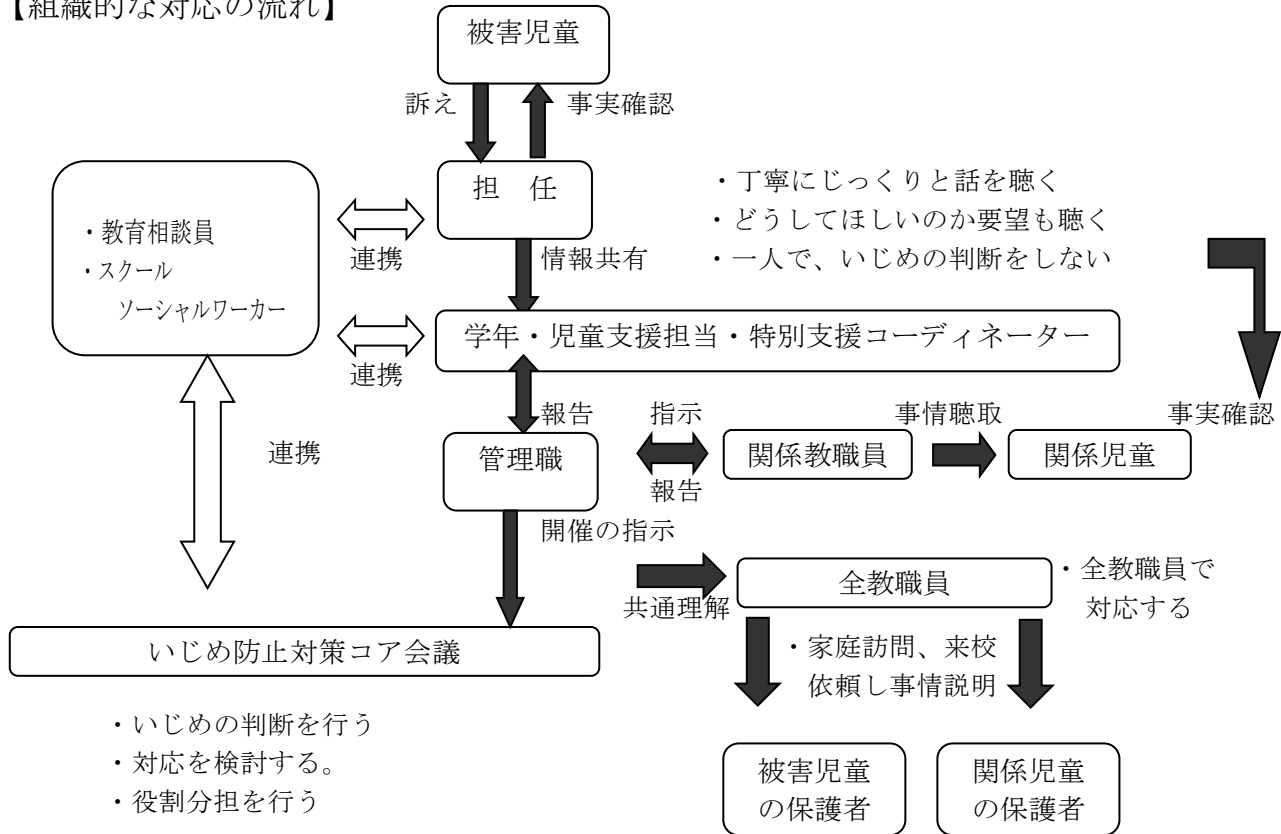 【組織的な対応の流れ】
被害児童
訴え
事実確認
担 任
・丁寧にじっくりと話を聴く
・どうしてほしいのか要望も聴く
・一人で、いじめの判断をしない
・教育相談員
・スクール
ソーシャルワーカー
連携
情報共有
学年・児童支援担当・特別支援コーディネーター
連携
報告
指示
事情聴取
事実確認
連携
管理職
関係教職員
関係児童
報告
開催の指示
共通理解
全教職員
・全教職員で
対応する
いじめ防止対策コア会議
・家庭訪問、来校
依頼し事情説明
・いじめの判断を行う
・対応を検討する。
・役割分担を行う
被害児童
の保護者
関係児童
の保護者